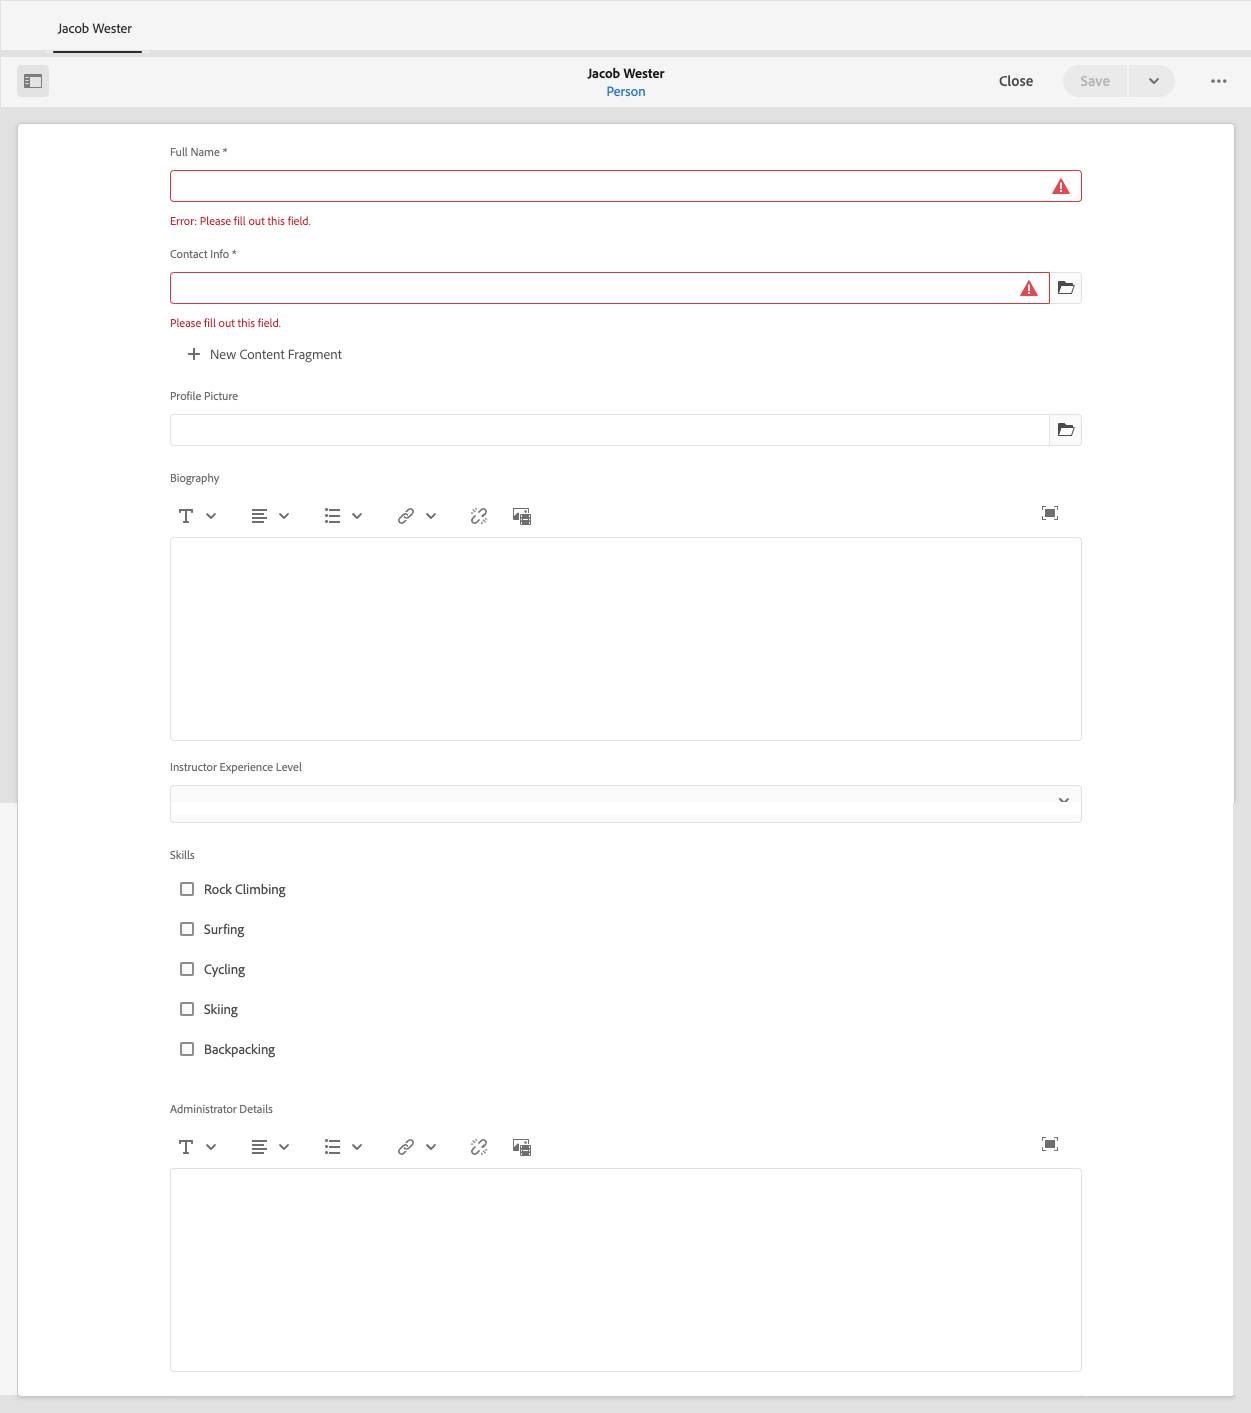 Jacob Wester
Jacob Wester
Person
Close
Save
Full Name *
Error: Please fill out this field.
Contact Info *
Please fill out this field.
New Content Fragment
Profile Picture
Biography
Instructor Experience Level
Skills
Rock Climbing
Surfing
Cycling
Skiing
Backpacking
Administrator Details